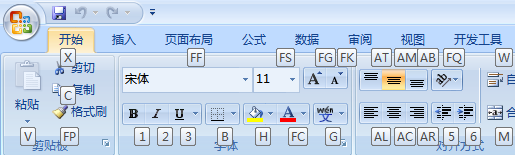 开始 插入 页面布局 公式 数据 审阅 视图 开发工具
X FF FS FG FK AT AM AB FQ W
剪切
宋体 11 A A
C 复制
粘贴 格式刷
B I U A wén
V FP 1 2 3 B H FC G AL AC AR 5 6 M
剪贴板 字体 对齐方式